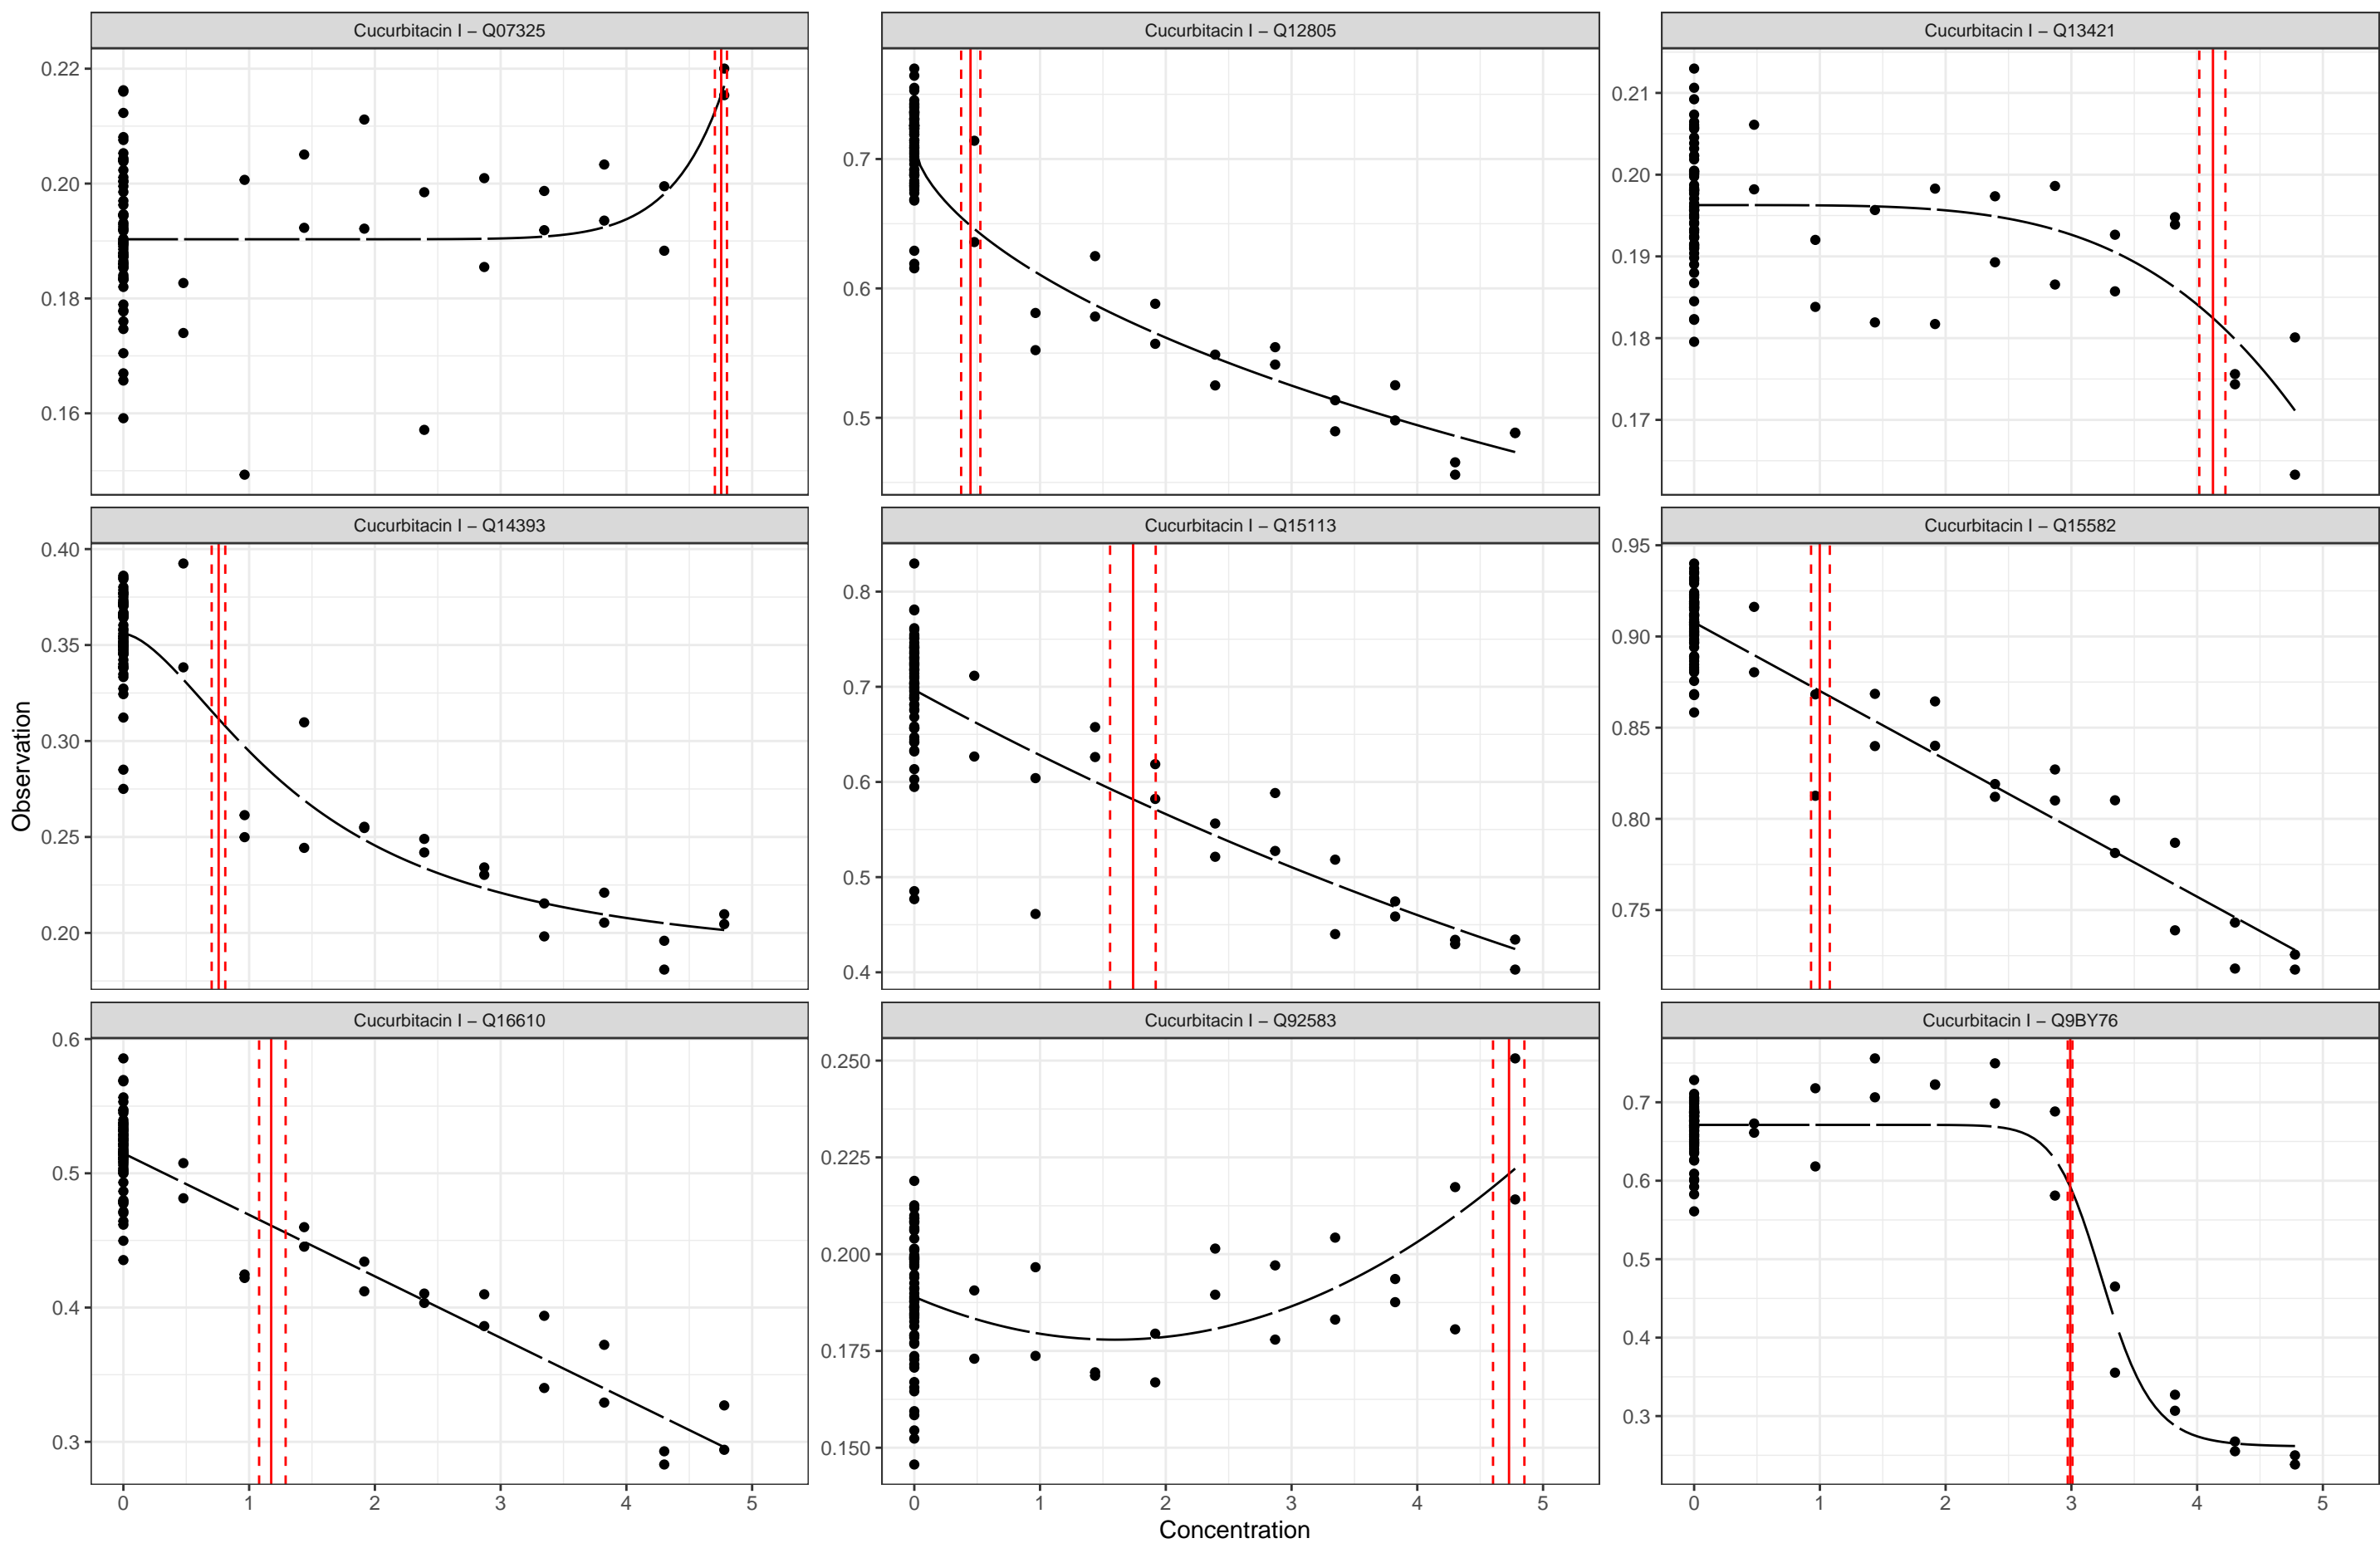 Cucurbitacin I – Q07325
Cucurbitacin I – Q12805
Cucurbitacin I – Q13421
0.22
0.20
0.18
0.16
0.7
0.6
0.5
0.21
0.20
0.19
0.18
0.17
Cucurbitacin I – Q14393
Cucurbitacin I – Q15113
Cucurbitacin I – Q15582
0.40
0.35
0.30
0.25
0.20
0.8
0.7
0.6
0.5
0.4
0.95
0.90
0.85
0.80
0.75
Observation
Cucurbitacin I – Q16610
Cucurbitacin I – Q92583
Cucurbitacin I – Q9BY76
0.6
0.5
0.4
0.3
0.250
0.225
0.200
0.175
0.150
0.7
0.6
0.5
0.4
0.3
0 1 2 3 4 5
0 1 2 3 4 5
0 1 2 3 4 5
Concentration